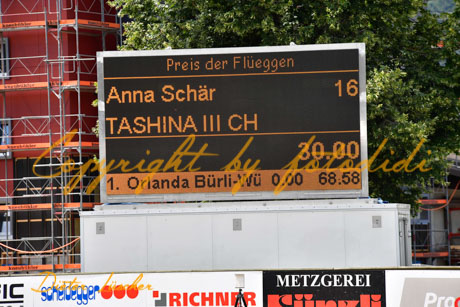 Preis der Flüeggen
Anna Schär 16
TASHINA III CH
30.00
1. Orlanda Bürli-Wü 0.00 68.58
Copyright by fotodidi
scheidegger
RICHNER
METZGEREI